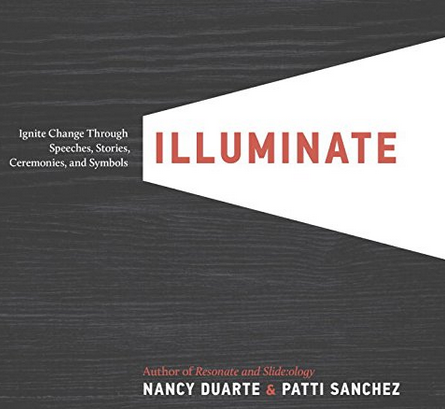 Ignite Change Through
Speeches, Stories,
Ceremonies, and Symbols
ILLUMINATE
Author of Resonate and Slide:ology
NANCY DUARTE & PATTI SANCHEZ